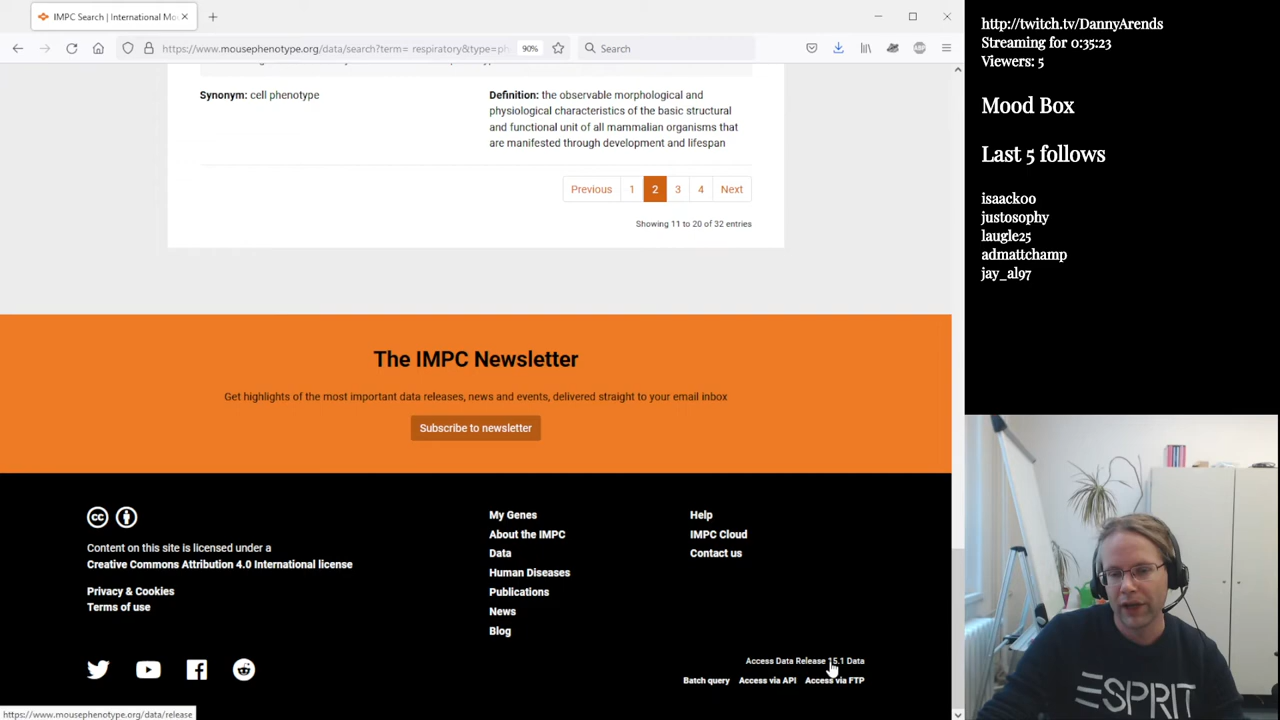 IMPC Search | International Mo
https://www.mousephenotype.org/data/search?term= respiratory&type=ph
90%
Search
Synonym: cell phenotype
Definition: the observable morphological and
physiological characteristics of the basic structural
and functional unit of all mammalian organisms that
are manifested through development and lifespan
Previous 1 2 3 4 Next
Showing 11 to 20 of 32 entries
The IMPC Newsletter
Get highlights of the most important data releases, news and events, delivered straight to your email inbox
Subscribe to newsletter
Content on this site is licensed under a
Creative Commons Attribution 4.0 International license
Privacy & Cookies
Terms of use
My Genes
About the IMPC
Data
Human Diseases
Publications
News
Blog
Help
IMPC Cloud
Contact us
Access Data Release 15.1 Data
Batch query Access via API Access via FTP
https://www.mousephenotype.org/data/release
http://twitch.tv/DannyArends
Streaming for 0:35:23
Viewers: 5
Mood Box
Last 5 follows
isaack00
justosophy
laugle25
admattchamp
jay_al97
ESPRIT